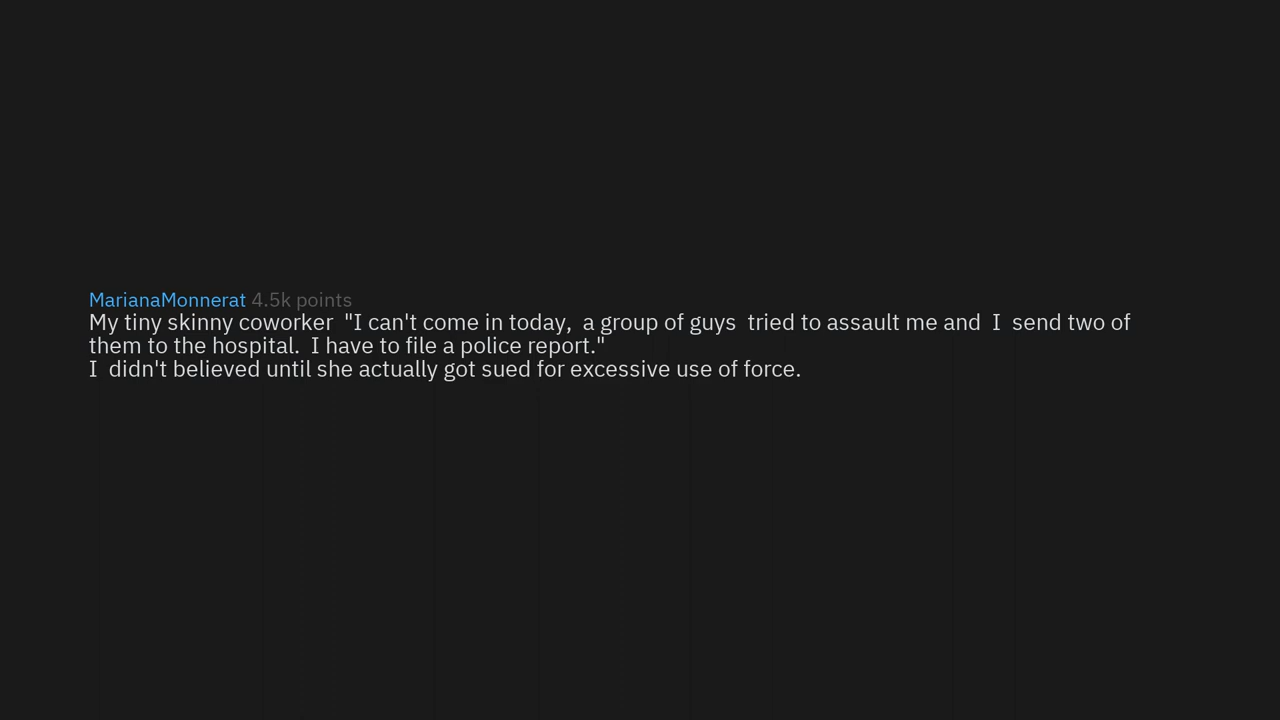 MarianaMonnerat 4.5k points
My tiny skinny coworker  "I can't come in today,  a group of guys  tried to assault me and  I  send two of
them to the hospital.  I have to file a police report."
I  didn't believed until she actually got sued for excessive use of force.